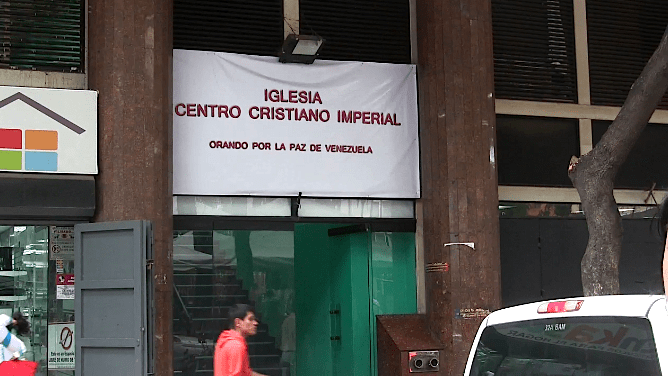 IGLESIA
CENTRO CRISTIANO IMPERIAL
ORANDO POR LA PAZ DE VENEZUELA